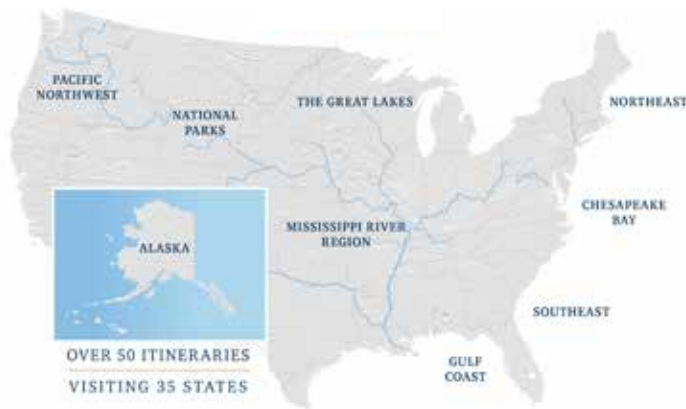 PACIFIC
NORTHWEST
NATIONAL
PARKS
THE GREAT LAKES
NORTHEAST
CHESAPEAKE
BAY
MISSISSIPPI RIVER
REGION
ALASKA
SOUTHEAST
GULF
COAST
OVER 50 ITINERARIES
VISITING 35 STATES